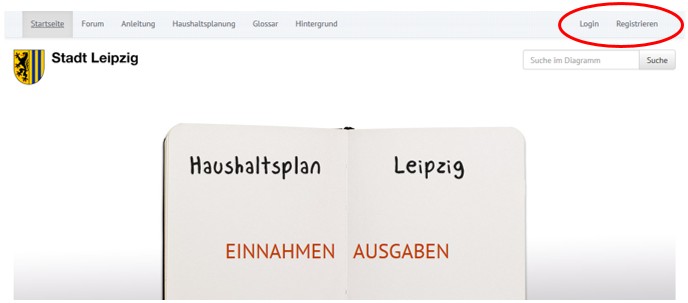 Startseite Forum Anleitung Haushaltsplanung Glossar Hintergrund Login Registrieren
Stadt Leipzig
Suche im Diagramm Suche
Haushaltsplan Leipzig
EINNAHMEN AUSGABEN